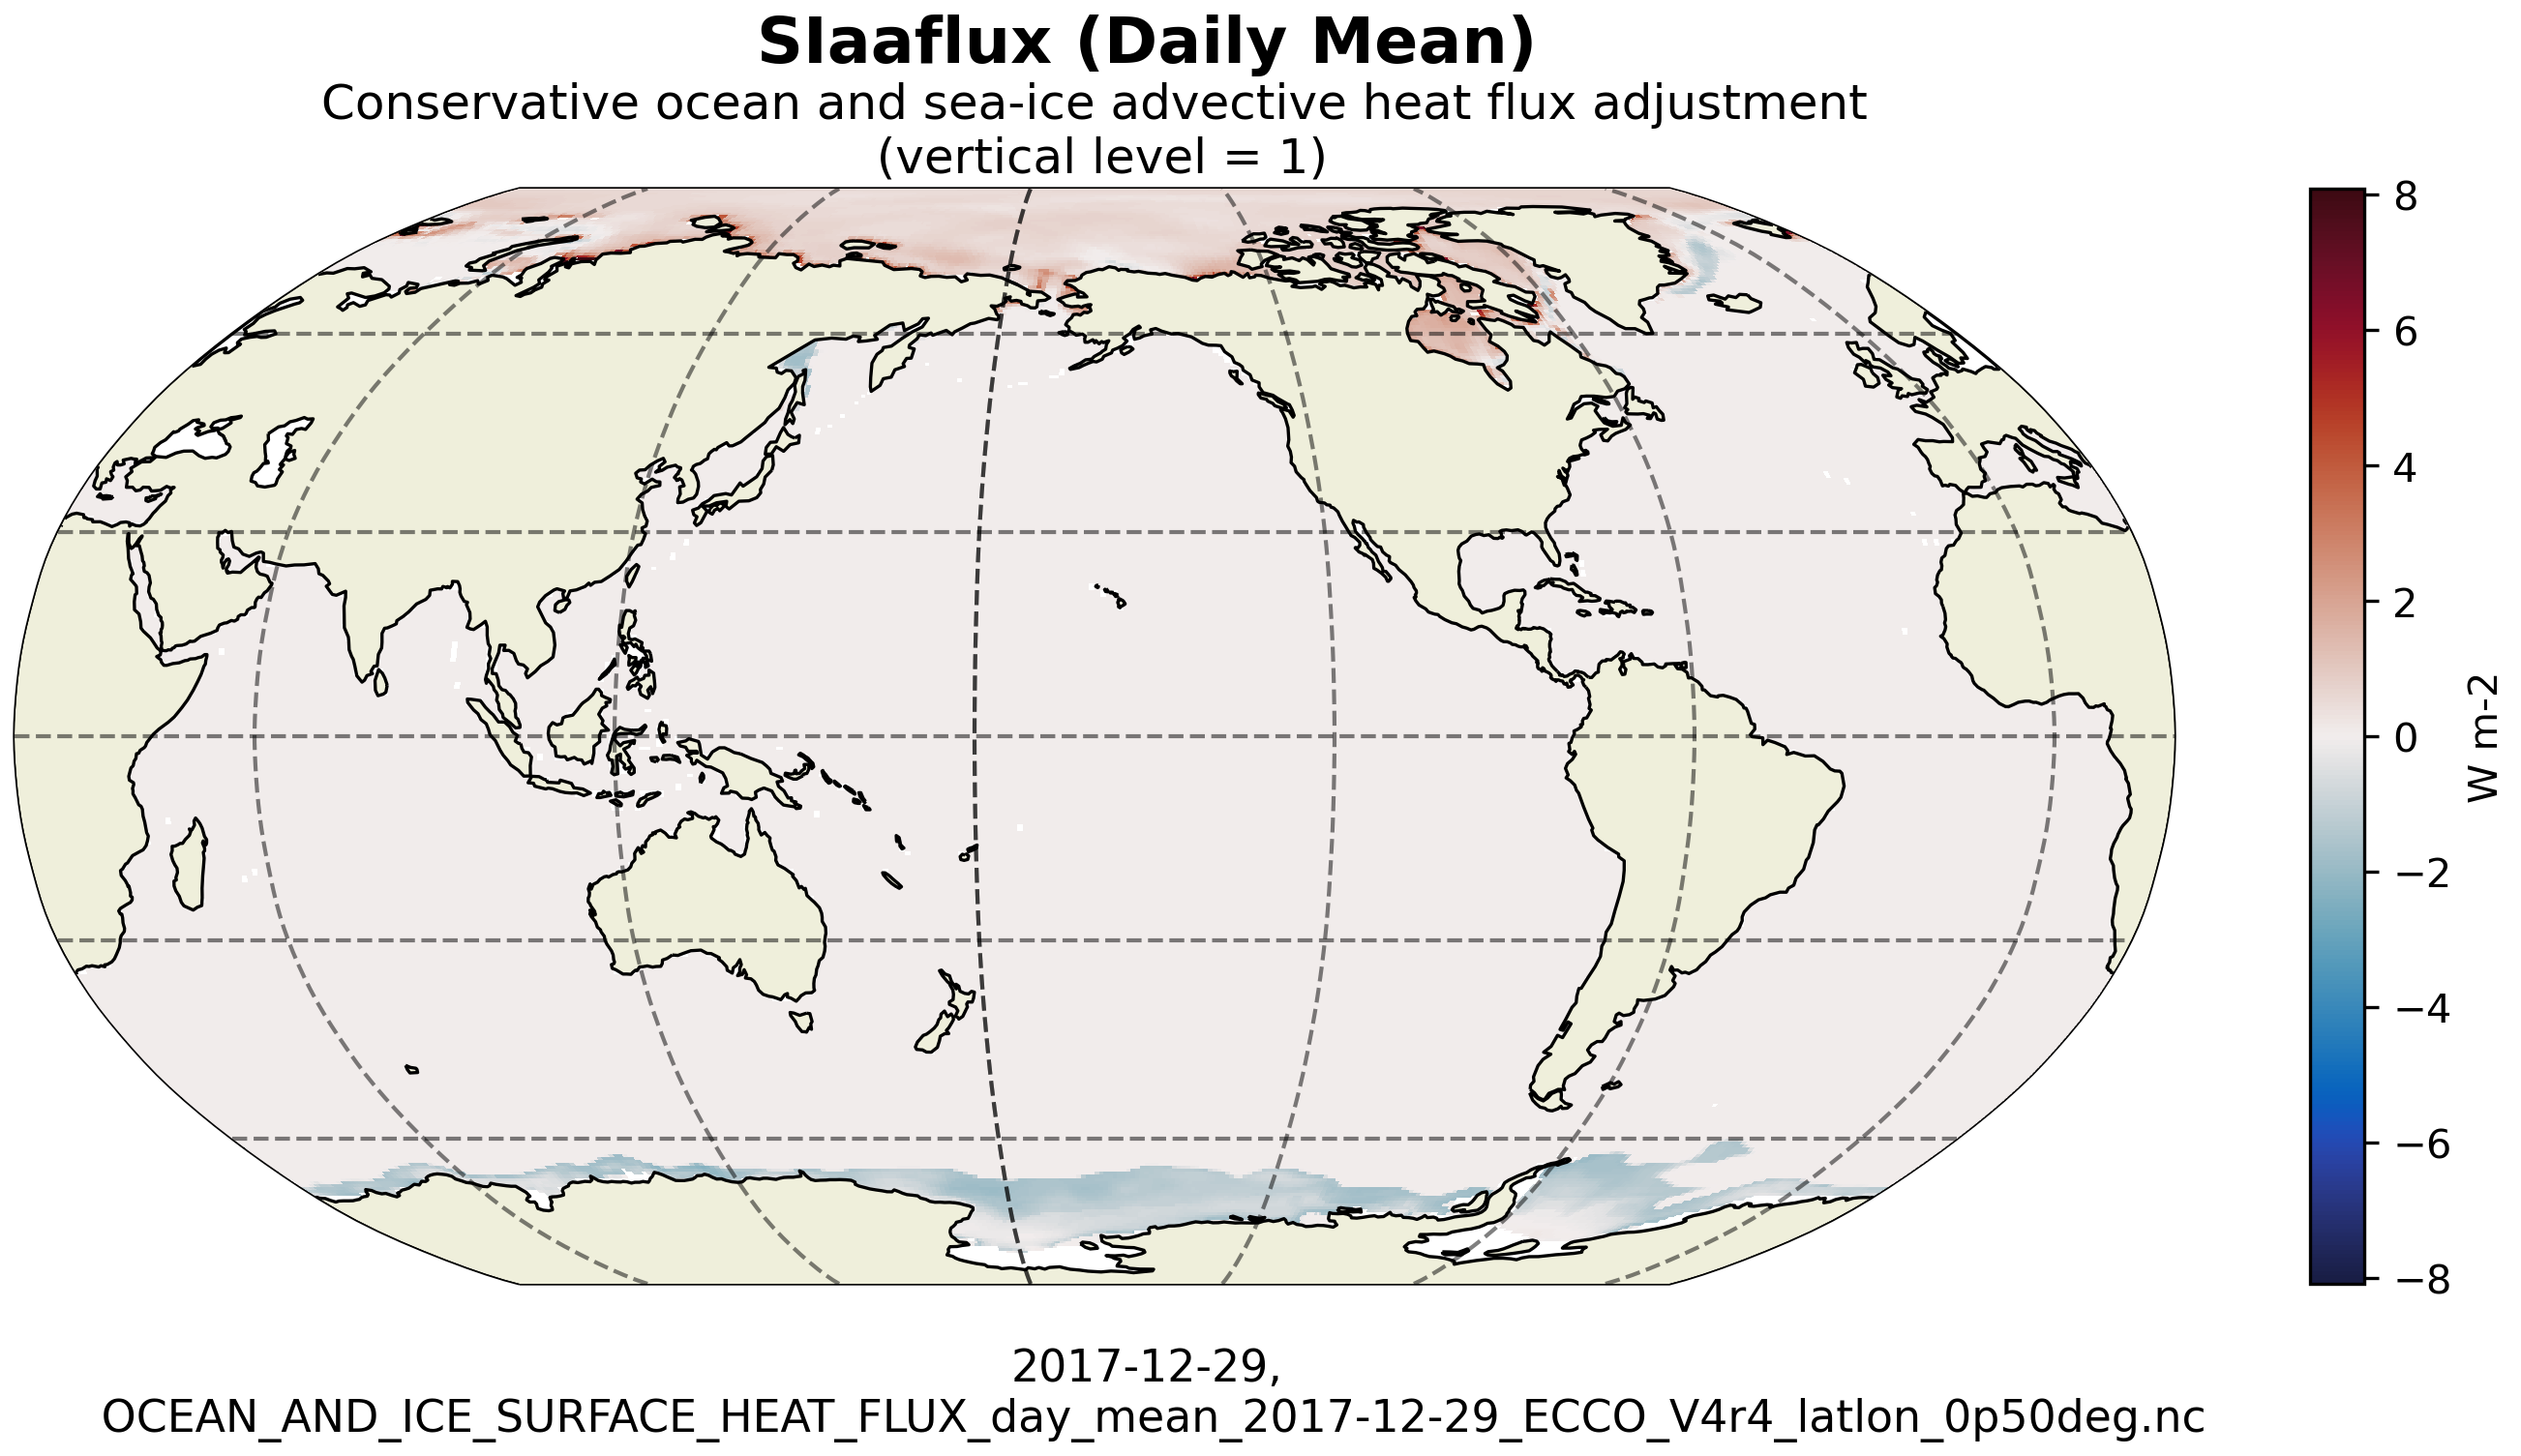 SIaaflux (Daily Mean)
Conservative ocean and sea-ice advective heat flux adjustment
(vertical level = 1)
8
6
4
2
0
−2
−4
−6
−8
W m-2
2017-12-29,
OCEAN_AND_ICE_SURFACE_HEAT_FLUX_day_mean_2017-12-29_ECCO_V4r4_latlon_0p50deg.nc